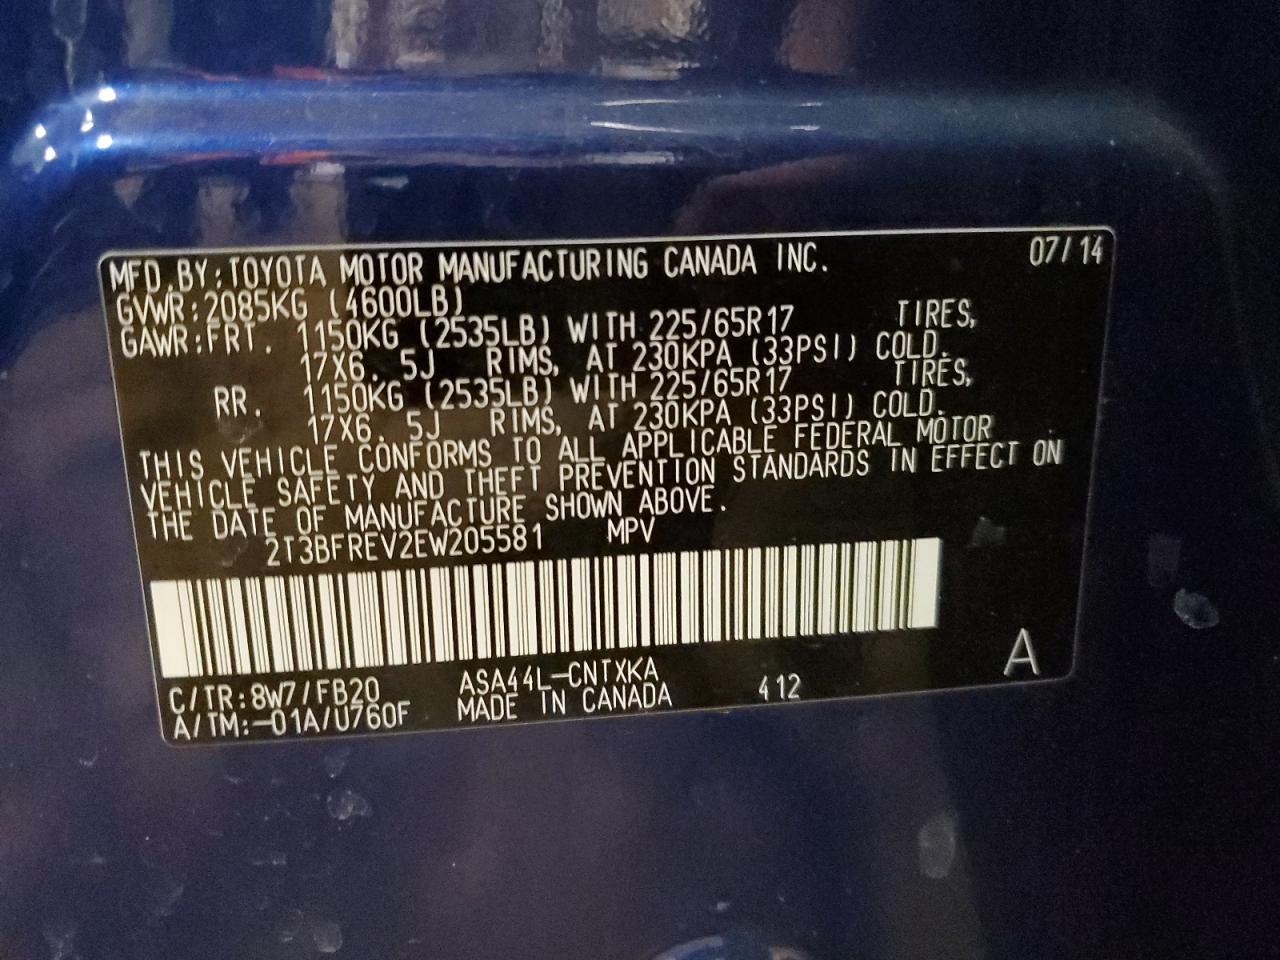 MFD.BY:TOYOTA MOTOR MANUFACTURING CANADA INC. 07/14
GVWR:2085KG (4600LB)
GAWR:FRT. 1150KG (2535LB) WITH 225/65R17 TIRES,
17X6.5J RIMS, AT 230KPA (33PSI) COLD.
RR. 1150KG (2535LB) WITH 225/65R17 TIRES,
17X6.5J RIMS, AT 230KPA (33PSI) COLD.
THIS VEHICLE CONFORMS TO ALL APPLICABLE FEDERAL MOTOR
VEHICLE SAFETY AND THEFT PREVENTION STANDARDS IN EFFECT ON
THE DATE OF MANUFACTURE SHOWN ABOVE.
2T3BFREV2EW205581 MPV
A
C/TR:8W7/FB20 ASA44L-CNTXKA
A/TM:-01A/U760F MADE IN CANADA 412